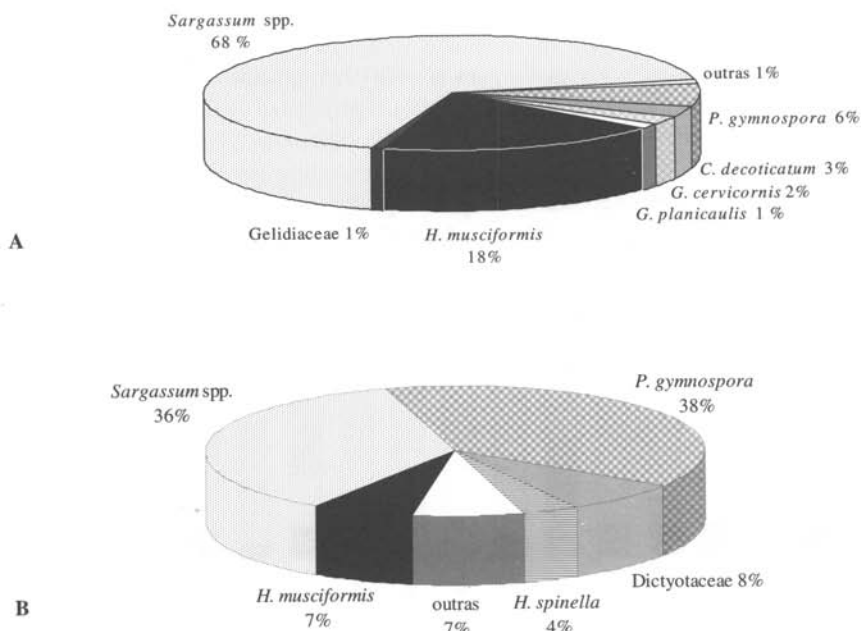 Sargassum spp.
68 %
outras 1%
P. gymnospora 6%
C. decoticatum 3%
G. cervicornis 2%
G. planicaulis 1 %
Gelidiaceae 1%
H. musciformis
18%
A
Sargassum spp.
36%
P. gymnospora
38%
Dictyotaceae 8%
H. musciformis
7%
outras
7%
H. spinella
4%
B